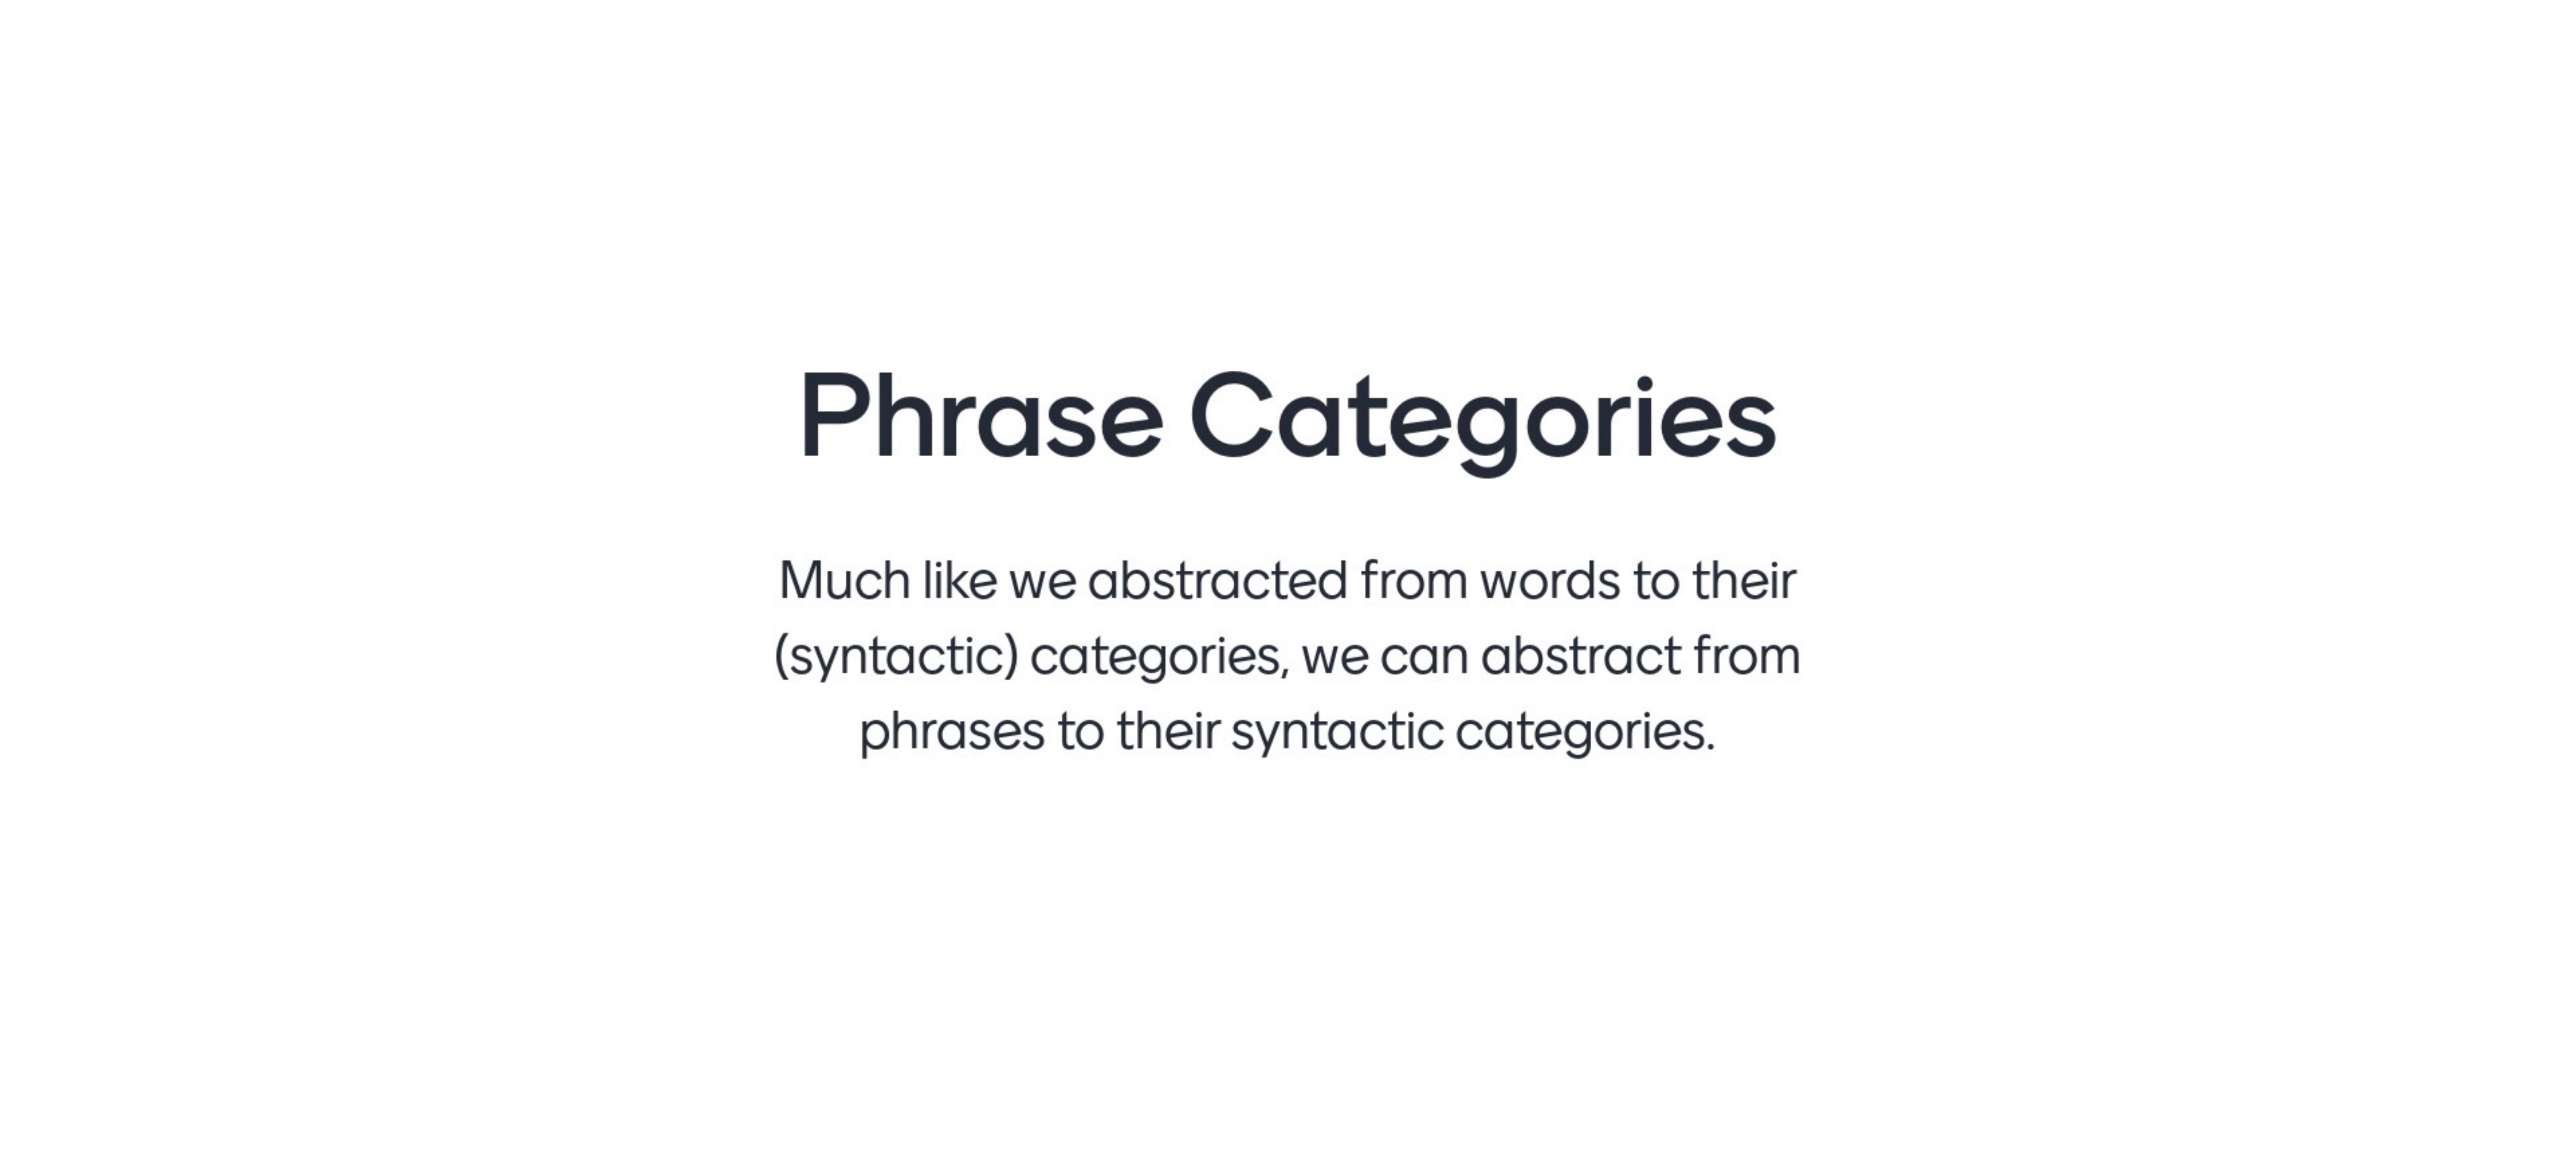 Phrase Categories
Much like we abstracted from words to their
(syntactic) categories, we can abstract from
phrases to their syntactic categories.